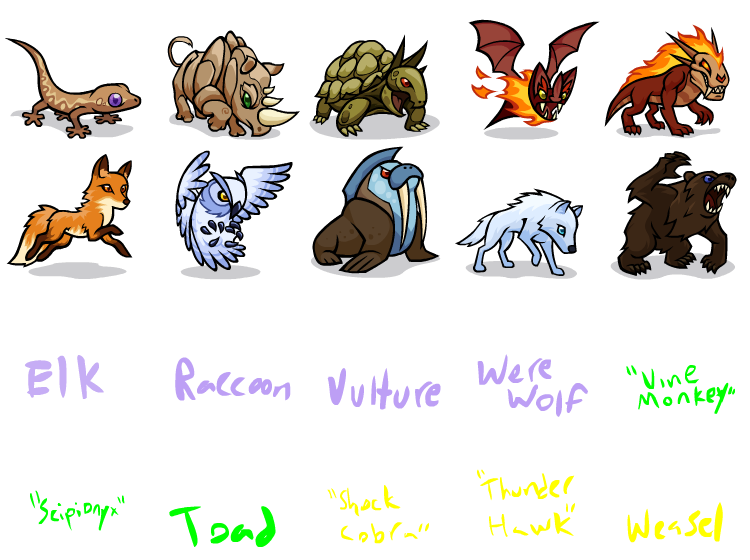 Elk Raccoon Vulture Were Wolf "Vine Monkey"
"Scipionyx" Toad "Shock Cobra" "Thunder Hawk" Weasel